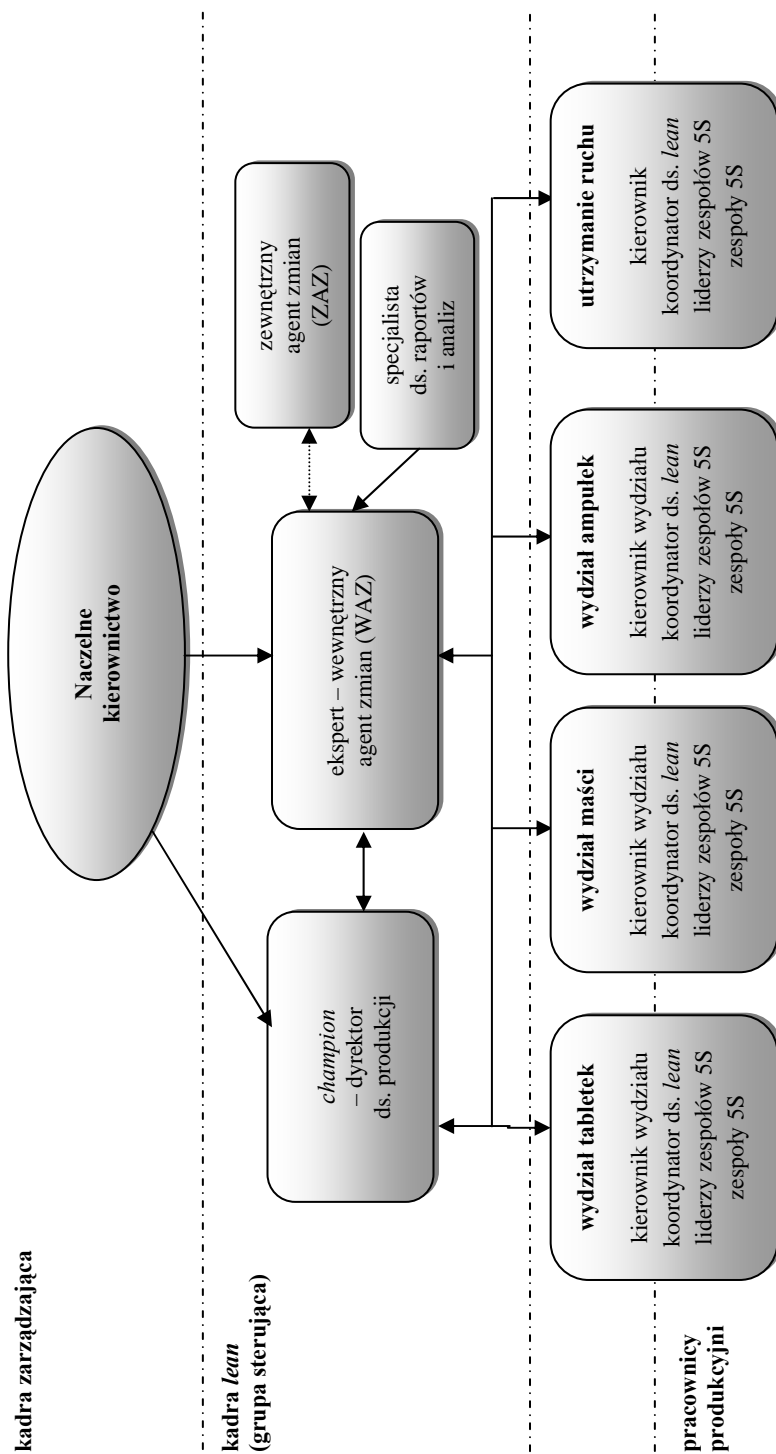 kadra zarządzająca
Naczelne
kierownictwo
kadra lean
(grupa sterująca)
champion
– dyrektor
ds. produkcji
ekspert – wewnętrzny
agent zmian (WAZ)
zewnętrzny
agent zmian
(ZAZ)
specjalista
ds. raportów
i analiz
wydział tabletek
kierownik wydziału
koordynator ds. lean
liderzy zespołów 5S
zespoły 5S
wydział maści
kierownik wydziału
koordynator ds. lean
liderzy zespołów 5S
zespoły 5S
wydział ampułek
kierownik wydziału
koordynator ds. lean
liderzy zespołów 5S
zespoły 5S
utrzymanie ruchu
kierownik
koordynator ds. lean
liderzy zespołów 5S
zespoły 5S
pracownicy
produkcyjni